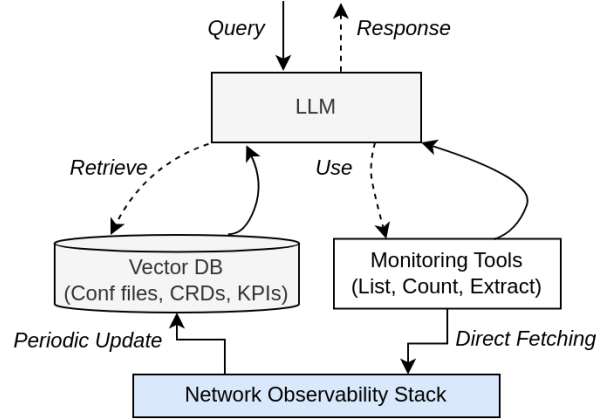 Query
Response
LLM
Retrieve
Use
Vector DB
(Conf files, CRDs, KPIs)
Monitoring Tools
(List, Count, Extract)
Periodic Update
Direct Fetching
Network Observability Stack